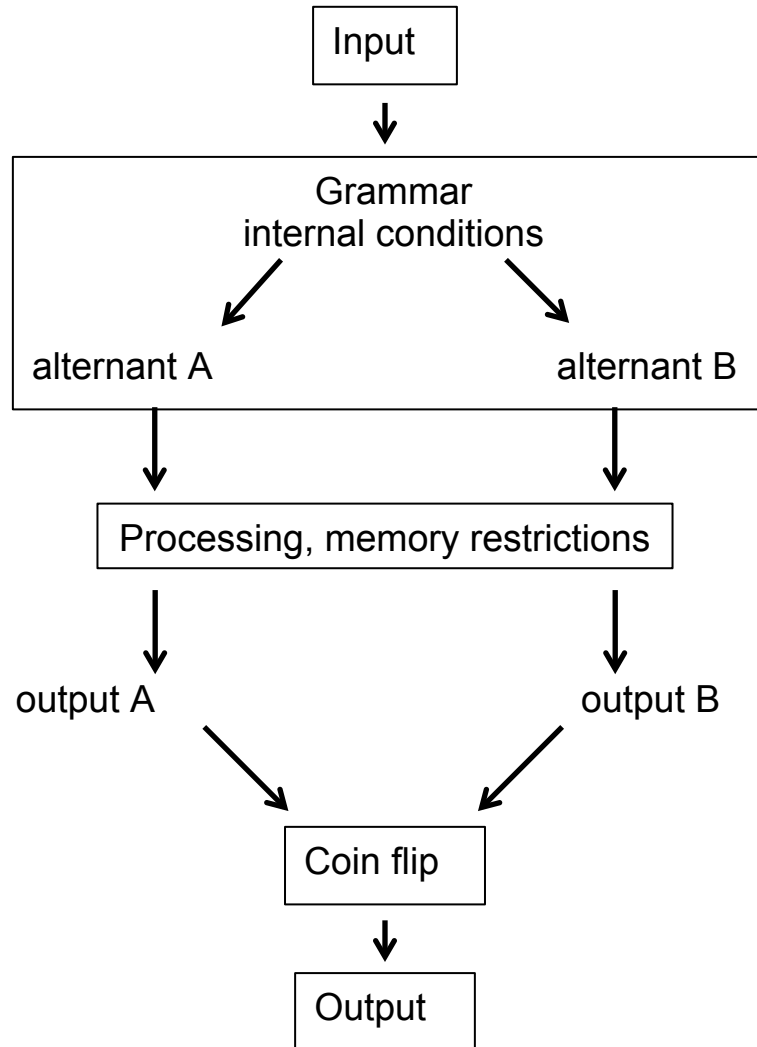 Input
Grammar
internal conditions
alternant A
alternant B
Processing, memory restrictions
output A
output B
Coin flip
Output